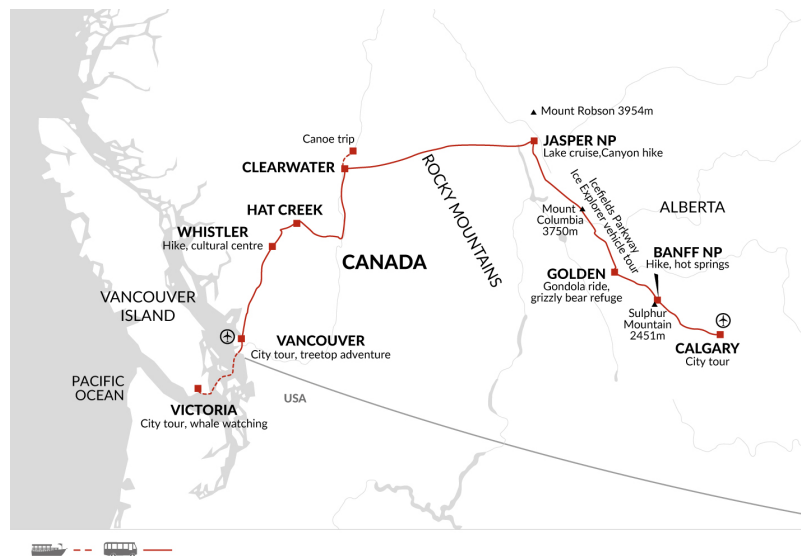 Mount Robson 3954m
Canoe trip
JASPER NP
Lake cruise,Canyon hike
CLEARWATER
ROCKY MOUNTAINS
Icefields Parkway
Ice Explorer vehicle tour
HAT CREEK
Mount
Columbia
3750m
ALBERTA
WHISTLER
Hike, cultural centre
BANFF NP
Hike, hot springs
CANADA
GOLDEN
Gondola ride,
grizzly bear refuge
VANCOUVER
ISLAND
Sulphur
Mountain
2451m
VANCOUVER
City tour, treetop adventure
CALGARY
City tour
PACIFIC
OCEAN
USA
VICTORIA
City tour, whale watching